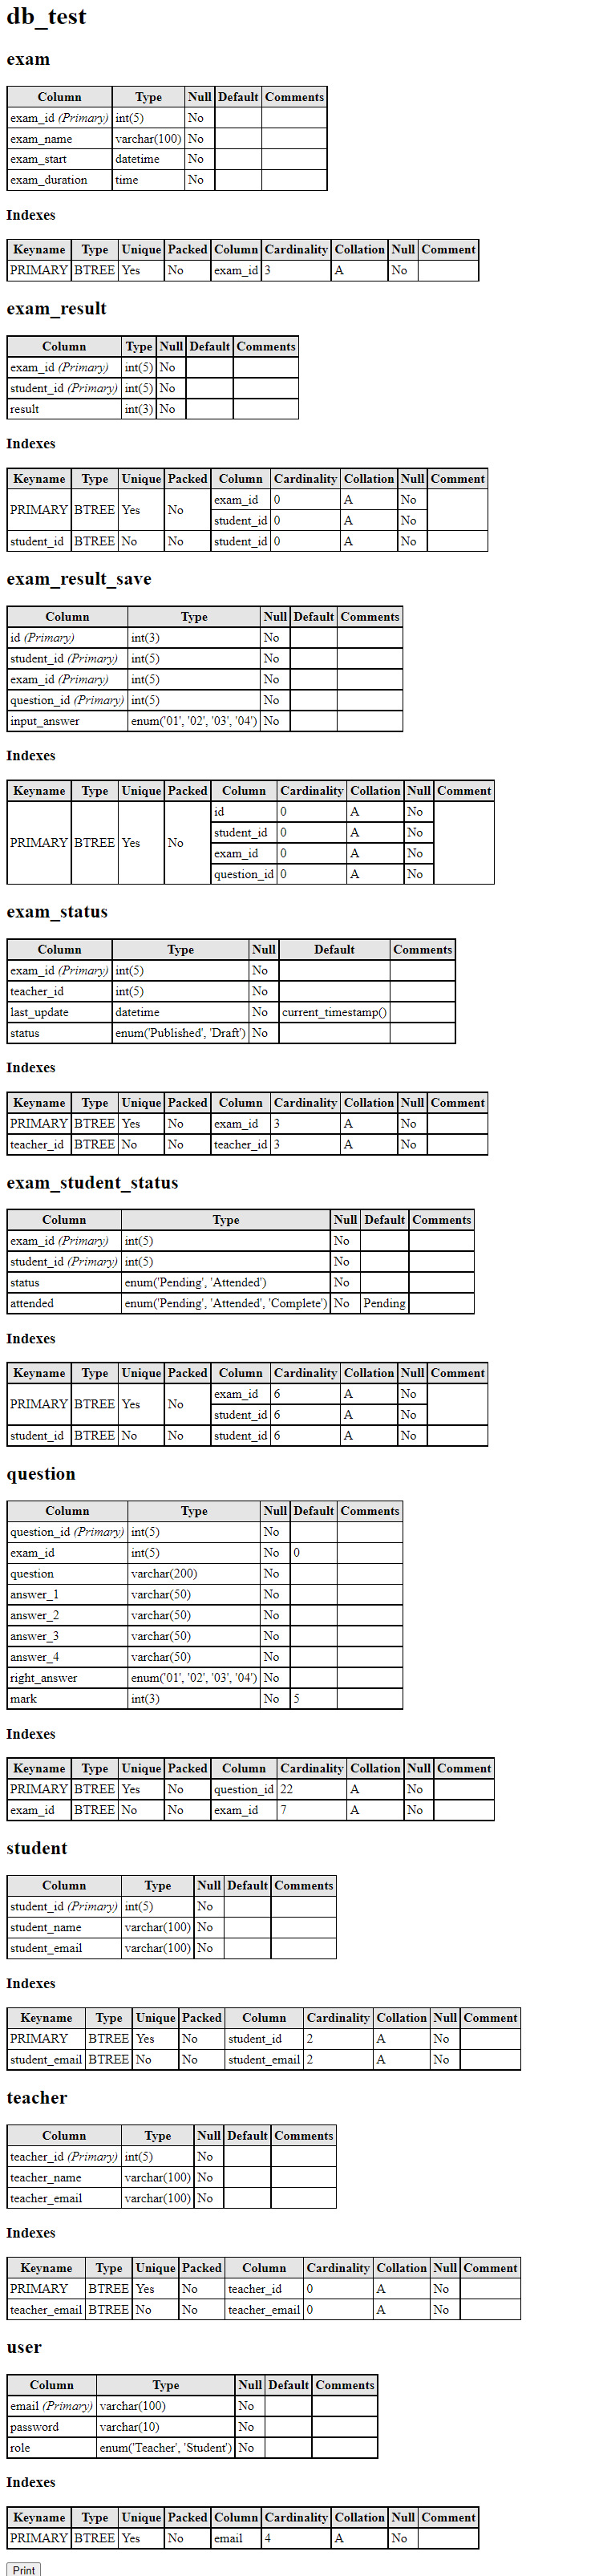 db_test
exam
Column Type Null Default Comments
exam_id (Primary) int(5) No
exam_name varchar(100) No
exam_start datetime No
exam_duration time No
Indexes
Keyname Type Unique Packed Column Cardinality Collation Null Comment
PRIMARY BTREE Yes No exam_id 3 A No
exam_result
Column Type Null Default Comments
exam_id (Primary) int(5) No
student_id (Primary) int(5) No
result int(3) No
Indexes
Keyname Type Unique Packed Column Cardinality Collation Null Comment
PRIMARY BTREE Yes No exam_id 0 A No
student_id 0 A No
student_id BTREE No No student_id 0 A No
exam_result_save
Column Type Null Default Comments
id (Primary) int(3) No
student_id (Primary) int(5) No
exam_id (Primary) int(5) No
question_id (Primary) int(5) No
input_answer enum('01', '02', '03', '04') No
Indexes
Keyname Type Unique Packed Column Cardinality Collation Null Comment
PRIMARY BTREE Yes No id 0 A No
student_id 0 A No
exam_id 0 A No
question_id 0 A No
exam_status
Column Type Null Default Comments
exam_id (Primary) int(5) No
teacher_id int(5) No
last_update datetime No current_timestamp()
status enum('Published', 'Draft') No
Indexes
Keyname Type Unique Packed Column Cardinality Collation Null Comment
PRIMARY BTREE Yes No exam_id 3 A No
teacher_id BTREE No No teacher_id 3 A No
exam_student_status
Column Type Null Default Comments
exam_id (Primary) int(5) No
student_id (Primary) int(5) No
status enum('Pending', 'Attended') No
attended enum('Pending', 'Attended', 'Complete') No Pending
Indexes
Keyname Type Unique Packed Column Cardinality Collation Null Comment
PRIMARY BTREE Yes No exam_id 6 A No
student_id 6 A No
student_id BTREE No No student_id 6 A No
question
Column Type Null Default Comments
question_id (Primary) int(5) No
exam_id int(5) No 0
question varchar(200) No
answer_1 varchar(50) No
answer_2 varchar(50) No
answer_3 varchar(50) No
answer_4 varchar(50) No
right_answer enum('01', '02', '03', '04') No
mark int(3) No 5
Indexes
Keyname Type Unique Packed Column Cardinality Collation Null Comment
PRIMARY BTREE Yes No question_id 22 A No
exam_id BTREE No No exam_id 7 A No
student
Column Type Null Default Comments
student_id (Primary) int(5) No
student_name varchar(100) No
student_email varchar(100) No
Indexes
Keyname Type Unique Packed Column Cardinality Collation Null Comment
PRIMARY BTREE Yes No student_id 2 A No
student_email BTREE No No student_email 2 A No
teacher
Column Type Null Default Comments
teacher_id (Primary) int(5) No
teacher_name varchar(100) No
teacher_email varchar(100) No
Indexes
Keyname Type Unique Packed Column Cardinality Collation Null Comment
PRIMARY BTREE Yes No teacher_id 0 A No
teacher_email BTREE No No teacher_email 0 A No
user
Column Type Null Default Comments
email (Primary) varchar(100) No
password varchar(10) No
role enum('Teacher', 'Student') No
Indexes
Keyname Type Unique Packed Column Cardinality Collation Null Comment
PRIMARY BTREE Yes No email 4 A No
Print